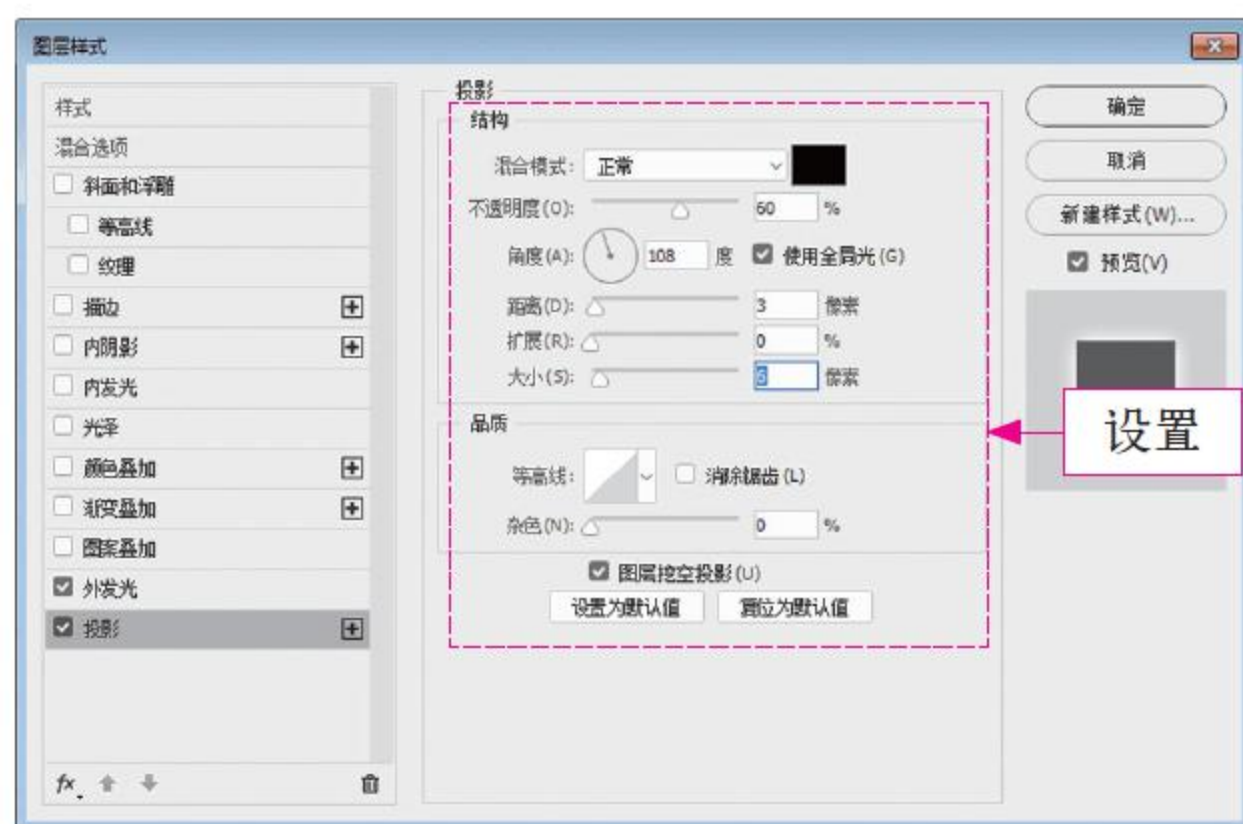 图层样式
样式
混合选项
斜面和浮雕
等高线
纹理
描边
内阴影
内发光
光泽
颜色叠加
渐变叠加
图案叠加
外发光
投影
fx
投影
结构
混合模式: 正常
不透明度(O): 60 %
角度(A): 108 度 使用全局光(G)
距离(D): 3 像素
扩展(R): 0 %
大小(S): 6 像素
品质
等高线: 消除锯齿(L)
杂色(N): 0 %
图层挖空投影(U)
设置为默认值 复位为默认值
确定
取消
新建样式(W)...
预览(V)
设置